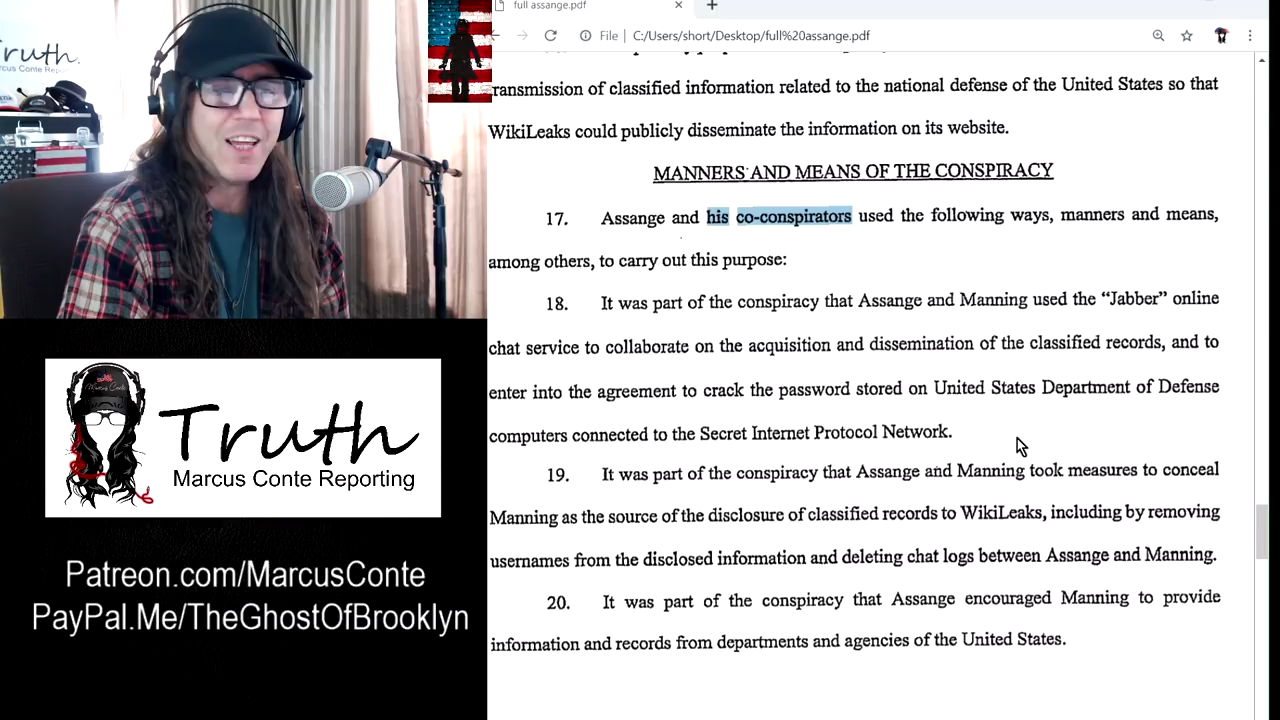 full assange.pdf
File
C:/Users/short/Desktop/full%20assange.pdf
Truth
arcus Conte Repor
ransmission of classified information related to the national defense of the United States so that
WikiLeaks could publicly disseminate the information on its website.
MANNERS AND MEANS OF THE CONSPIRACY
17. Assange and his co-conspirators used the following ways, manners and means,
among others, to carry out this purpose:
18. It was part of the conspiracy that Assange and Manning used the “Jabber” online
chat service to collaborate on the acquisition and dissemination of the classified records, and to
enter into the agreement to crack the password stored on United States Department of Defense
computers connected to the Secret Internet Protocol Network.
19. It was part of the conspiracy that Assange and Manning took measures to conceal
Manning as the source of the disclosure of classified records to WikiLeaks, including by removing
usernames from the disclosed information and deleting chat logs between Assange and Manning.
20. It was part of the conspiracy that Assange encouraged Manning to provide
information and records from departments and agencies of the United States.
Marcus Conte
Truth
Marcus Conte Reporting
Patreon.com/MarcusConte
PayPal.Me/TheGhostOfBrooklyn